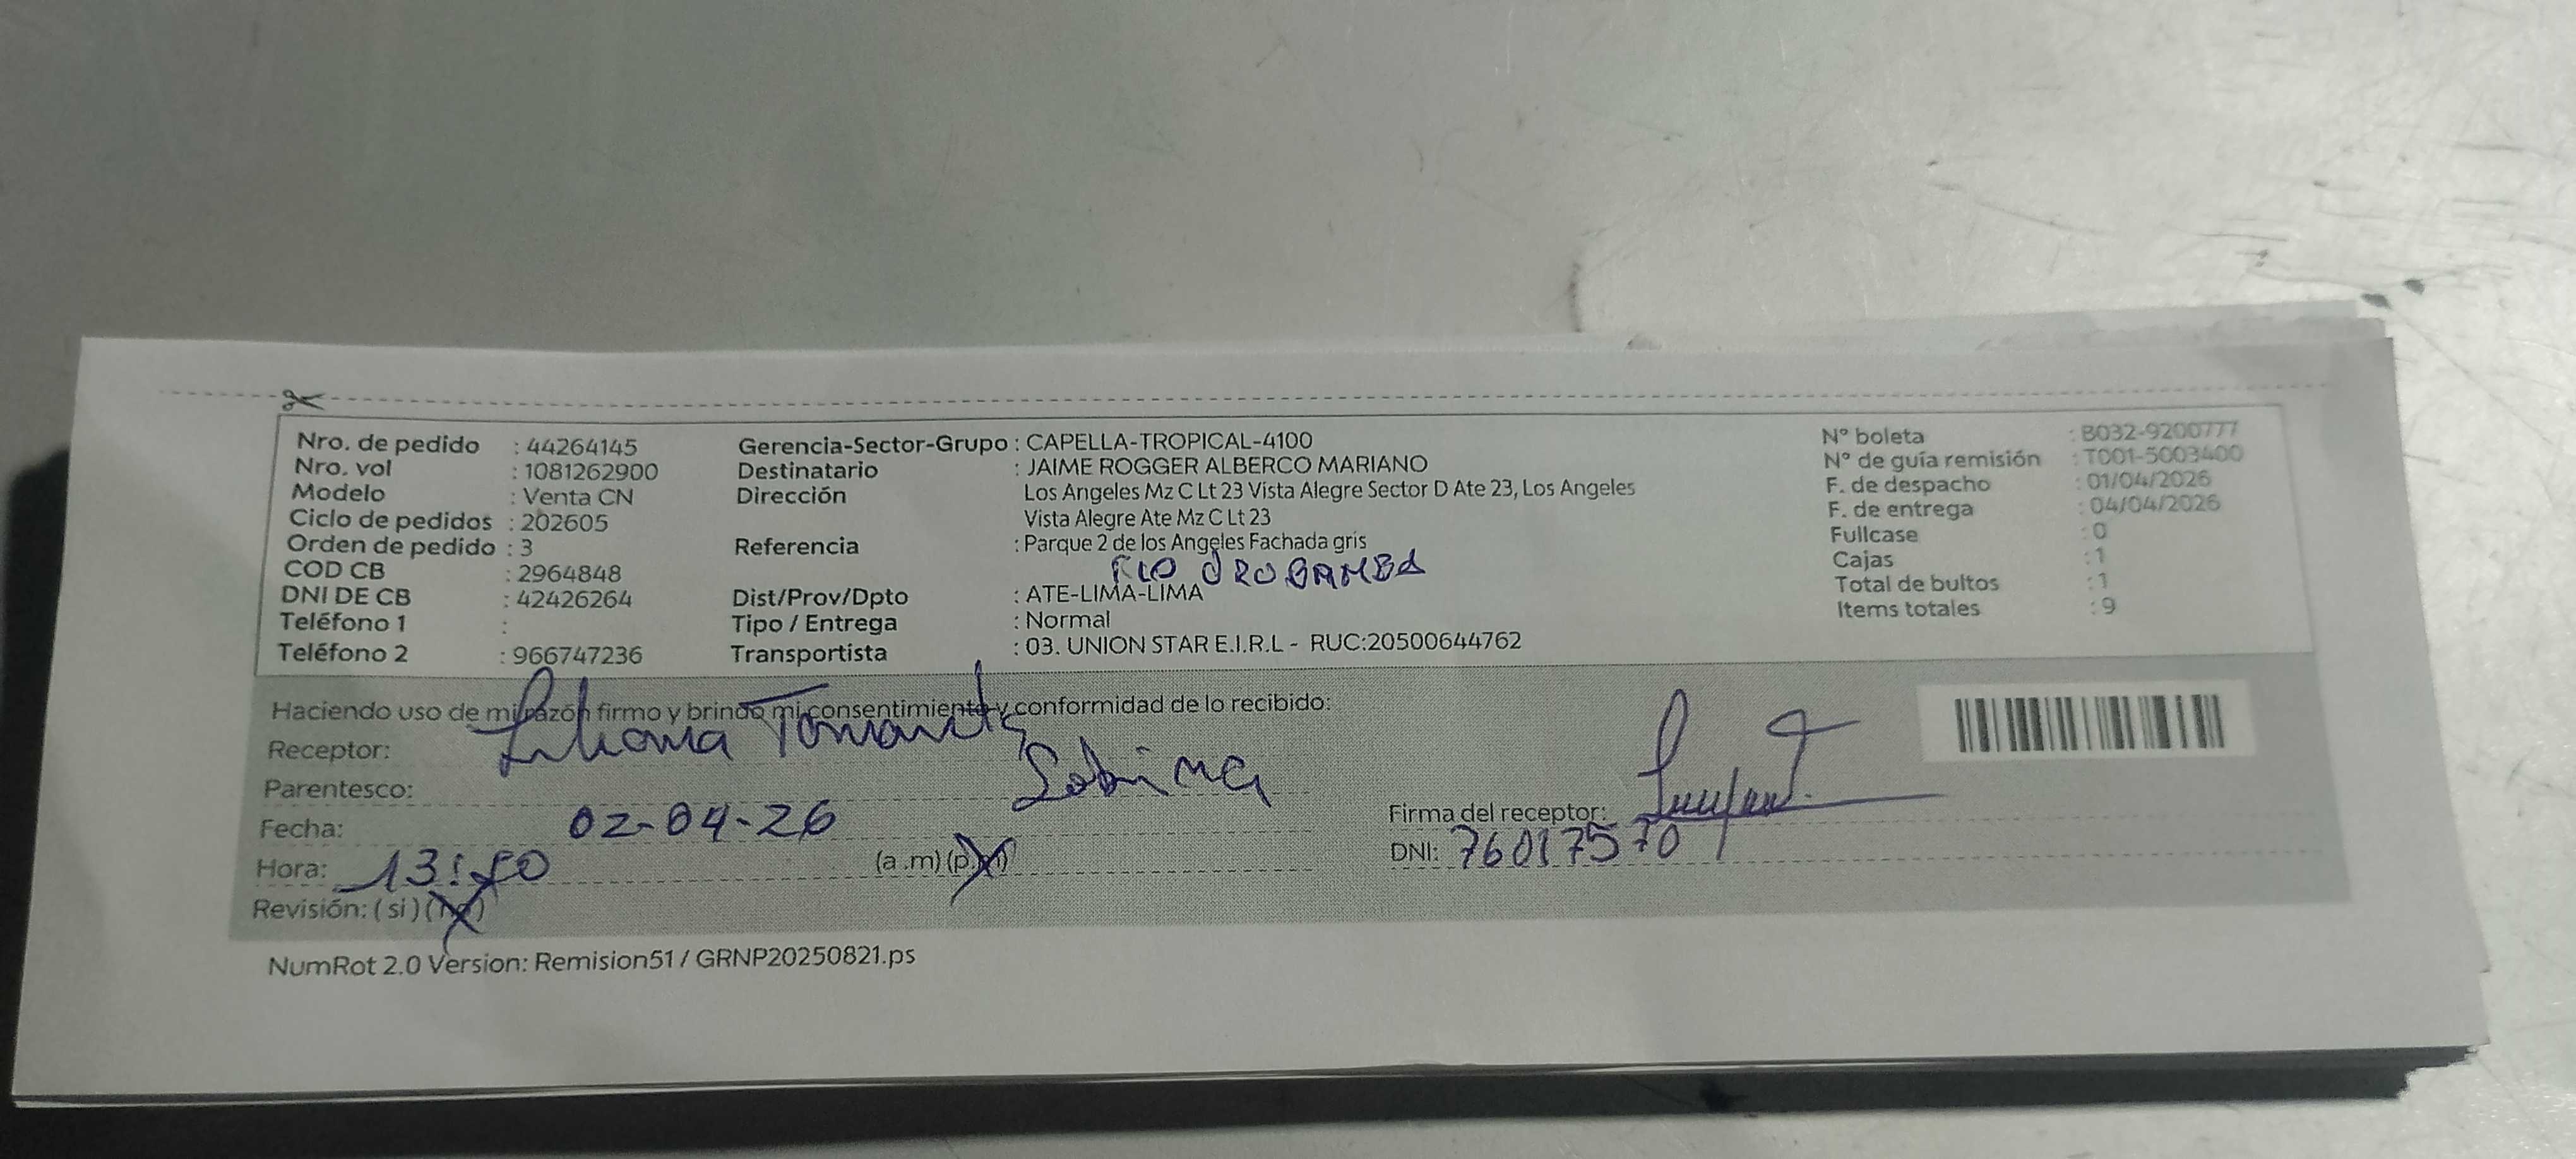 Nro. de pedido : 44264145
Nro. vol : 1081262900
Modelo : Venta CN
Ciclo de pedidos : 202605
Orden de pedido : 3
COD CB : 2964848
DNI DE CB : 42426264
Teléfono 1 :
Teléfono 2 : 966747236
Gerencia-Sector-Grupo : CAPELLA-TROPICAL-4100
Destinatario : JAIME ROGGER ALBERCO MARIANO
Dirección Los Angeles Mz C Lt 23 Vista Alegre Sector D Ate 23, Los Angeles
Vista Alegre Ate Mz C Lt 23
Referencia : Parque 2 de los Angeles Fachada gris
Dist/Prov/Dpto : ATE-LIMA-LIMA
Tipo / Entrega : Normal
Transportista : 03. UNION STAR E.I.R.L - RUC:20500644762
N° boleta : B032-9200777
N° de guía remisión : T001-5003400
F. de despacho : 01/04/2026
F. de entrega : 04/04/2026
Fullcase : 0
Cajas : 1
Total de bultos : 1
Items totales : 9
Haciendo uso de mi razón firmo y brindo mi consentimiento y conformidad de lo recibido:
Receptor: Liliana
Parentesco: Sobrina
Fecha: 02-04-26
Hora: 13:50 (a .m) (p.m)
Revisión: ( si ) (no)
Firma del receptor:
DNI: 76017570
NumRot 2.0 Version: Remision51 / GRNP20250821.ps